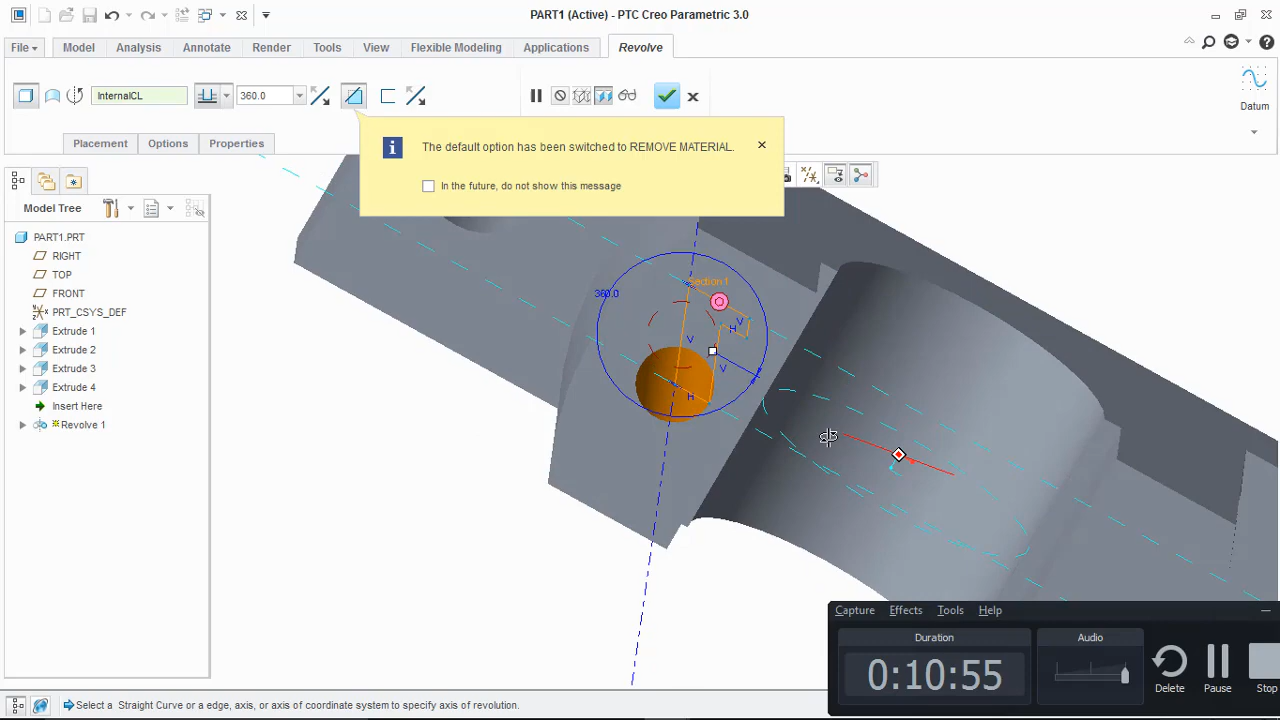 PART1 (Active) - PTC Creo Parametric 3.0
File Model Analysis Annotate Render Tools View Flexible Modeling Applications Revolve
InternalCL 360.0
Datum
Placement Options Properties
The default option has been switched to REMOVE MATERIAL.
In the future, do not show this message
Model Tree
PART1.PRT
RIGHT
TOP
FRONT
PRT_CSYS_DEF
Extrude 1
Extrude 2
Extrude 3
Extrude 4
Insert Here
Revolve 1
Section 1
360.0
V
H
V
V
H
Capture Effects Tools Help
Duration Audio
0:10:55
Delete Pause Stop
Select a Straight Curve or a edge, axis, or axis of coordinate system to specify axis of revolution.